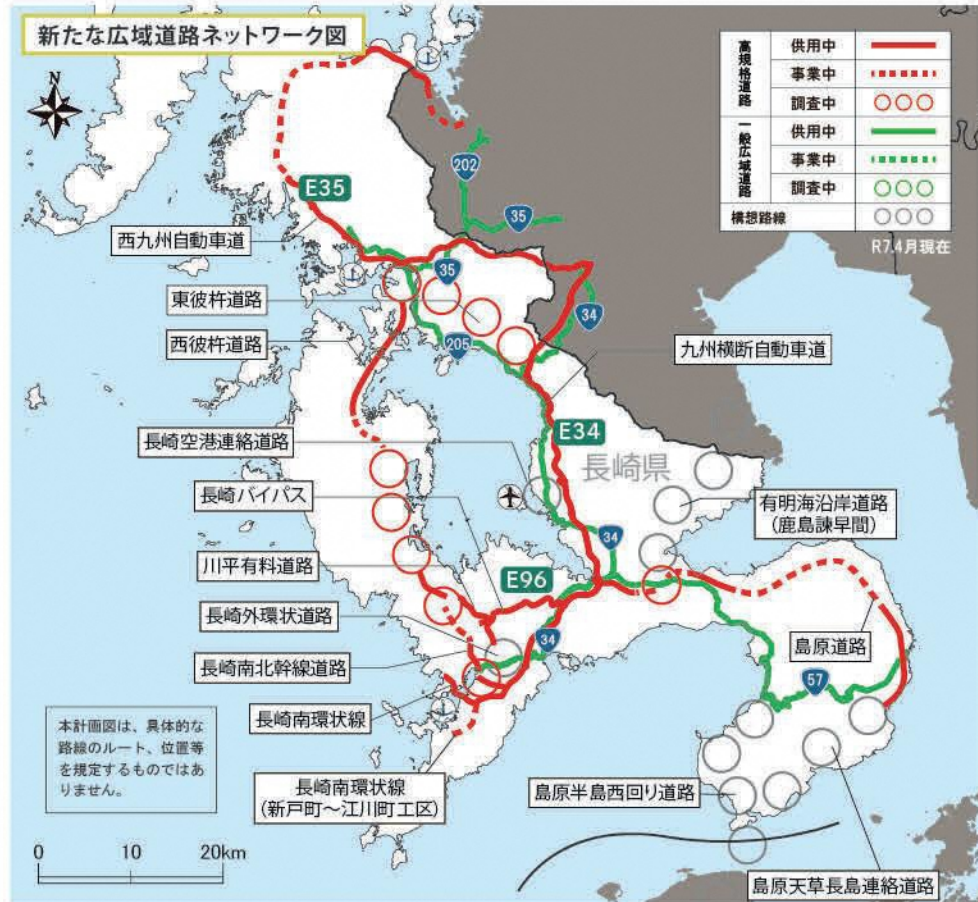 新たな広域道路ネットワーク図
N
高規格道路
供用中
事業中
調査中
一般広域道路
供用中
事業中
調査中
構想路線
R7.4月現在
202
E35
35
西九州自動車道
35
東彼杵道路
34
西彼杵道路
205
九州横断自動車道
長崎空港連絡道路
E34
長崎県
長崎バイパス
有明海沿岸道路
(鹿島諫早間)
34
川平有料道路
E96
長崎外環状道路
34
島原道路
長崎南北幹線道路
57
長崎南環状線
本計画図は、具体的な
路線のルート、位置等
を規定するものではあ
りません。
長崎南環状線
(新戸町～江川町工区)
島原半島西回り道路
0 10 20km
島原天草長島連絡道路